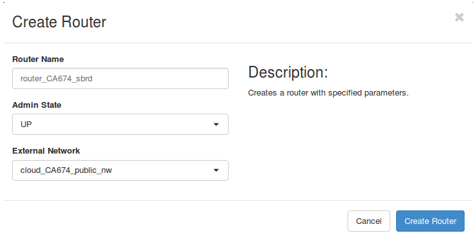 Create Router
×
Router Name
router_CA674_sbrd
Admin State
UP
External Network
cloud_CA674_public_nw
Description:
Creates a router with specified parameters.
Cancel
Create Router